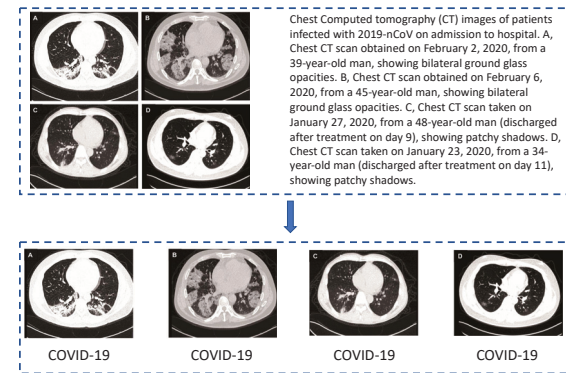 A
B
C
D
Chest Computed tomography (CT) images of patients
infected with 2019-nCoV on admission to hospital. A,
Chest CT scan obtained on February 2, 2020, from a
39-year-old man, showing bilateral ground glass
opacities. B, Chest CT scan obtained on February 6,
2020, from a 45-year-old man, showing bilateral
ground glass opacities. C, Chest CT scan taken on
January 27, 2020, from a 48-year-old man (discharged
after treatment on day 9), showing patchy shadows. D,
Chest CT scan taken on January 23, 2020, from a 34-
year-old man (discharged after treatment on day 11),
showing patchy shadows.
A
B
C
D
COVID-19
COVID-19
COVID-19
COVID-19